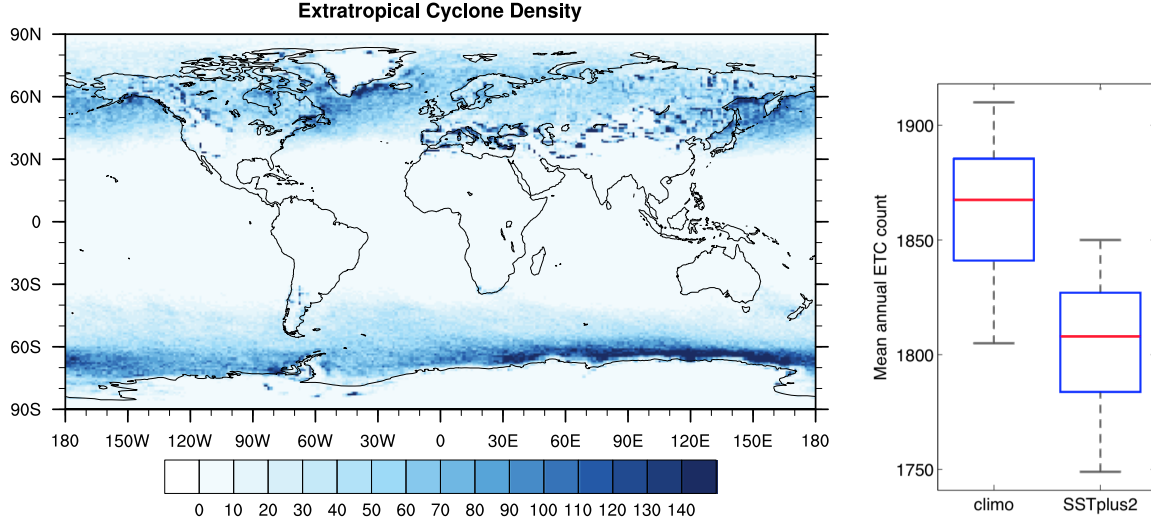 Extratropical Cyclone Density
90N
60N
30N
0
30S
60S
90S
180 150W 120W 90W 60W 30W 0 30E 60E 90E 120E 150E 180
0 10 20 30 40 50 60 70 80 90 100 110 120 130 140
Mean annual ETC count
1900
1850
1800
1750
climo SSTplus2